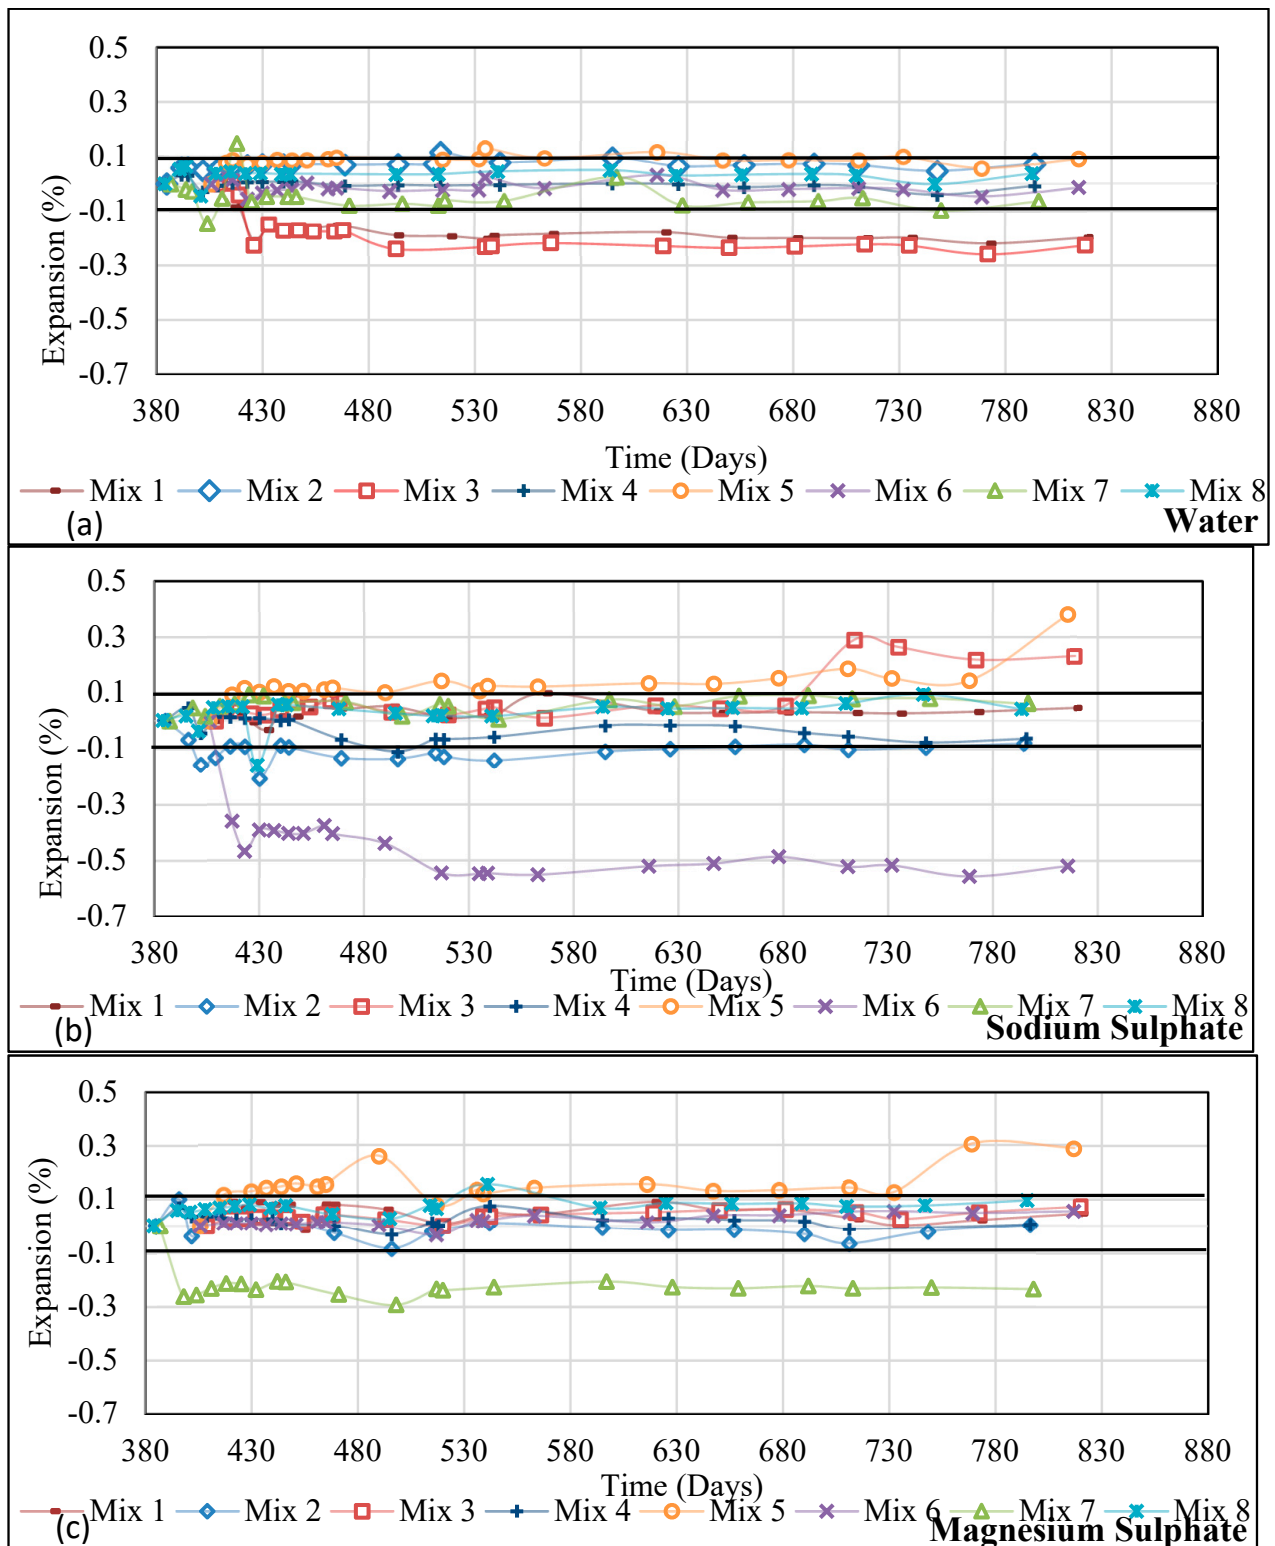 0.5
0.3
0.1
-0.1
-0.3
-0.5
-0.7
Expansion (%)
380 430 480 530 580 630 680 730 780 830 880
Time (Days)
Mix 1 Mix 2 Mix 3 Mix 4 Mix 5 Mix 6 Mix 7 Mix 8
(a) Water
0.5
0.3
0.1
-0.1
-0.3
-0.5
-0.7
Expansion (%)
380 430 480 530 580 630 680 730 780 830 880
Time (Days)
Mix 1 Mix 2 Mix 3 Mix 4 Mix 5 Mix 6 Mix 7 Mix 8
(b) Sodium Sulphate
0.5
0.3
0.1
-0.1
-0.3
-0.5
-0.7
Expansion (%)
380 430 480 530 580 630 680 730 780 830 880
Time (Days)
Mix 1 Mix 2 Mix 3 Mix 4 Mix 5 Mix 6 Mix 7 Mix 8
(c) Magnesium Sulphate